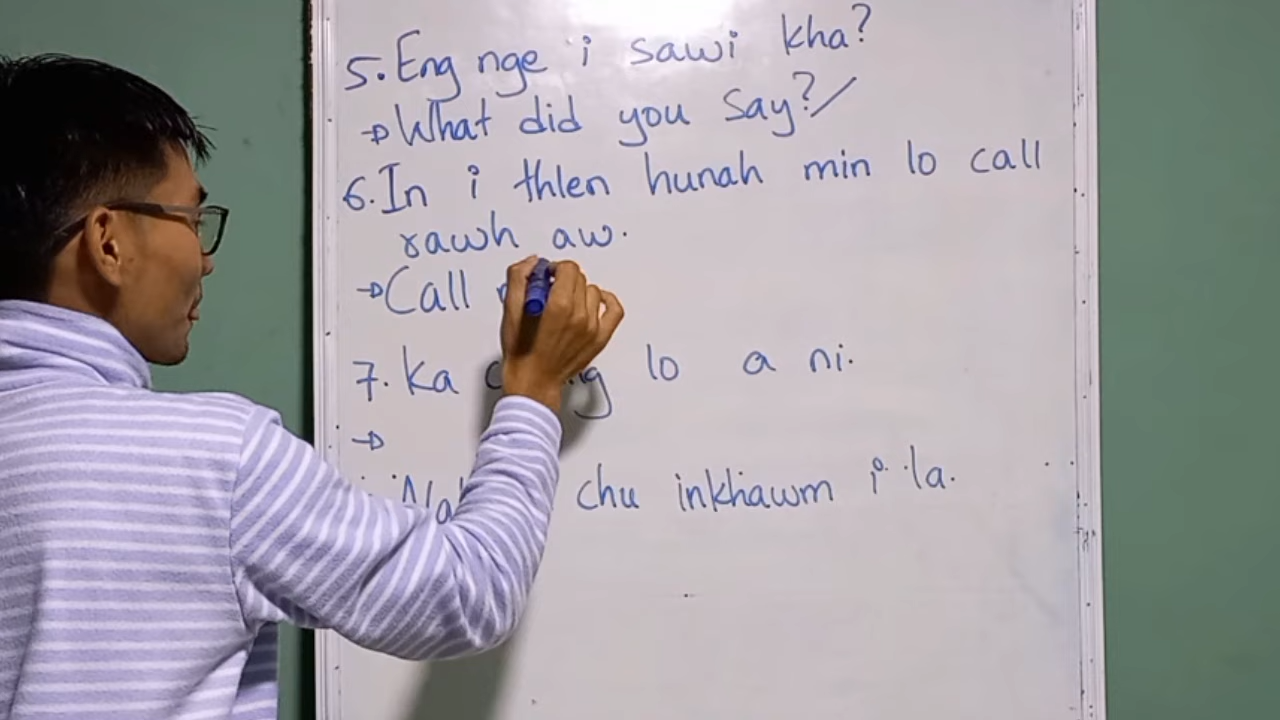 5. Eng nge i sawi kha?
→ What did you say?/
6. In i thlen hunah min lo call
rawh aw.
→ Call
7. Ka lo a ni.
→
chu inkhawm i la.